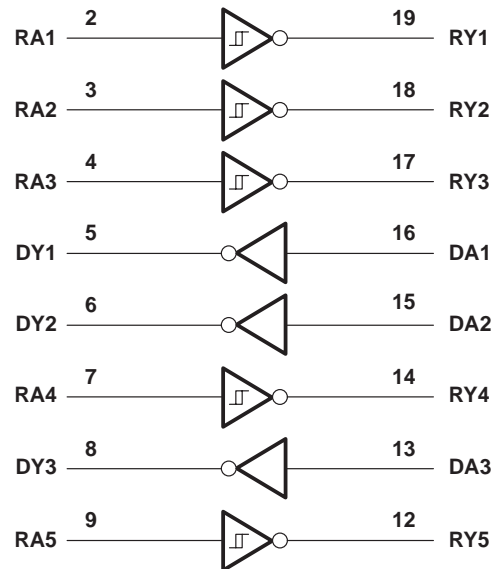 RA1 2 19 RY1
RA2 3 18 RY2
RA3 4 17 RY3
DY1 5 16 DA1
DY2 6 15 DA2
RA4 7 14 RY4
DY3 8 13 DA3
RA5 9 12 RY5